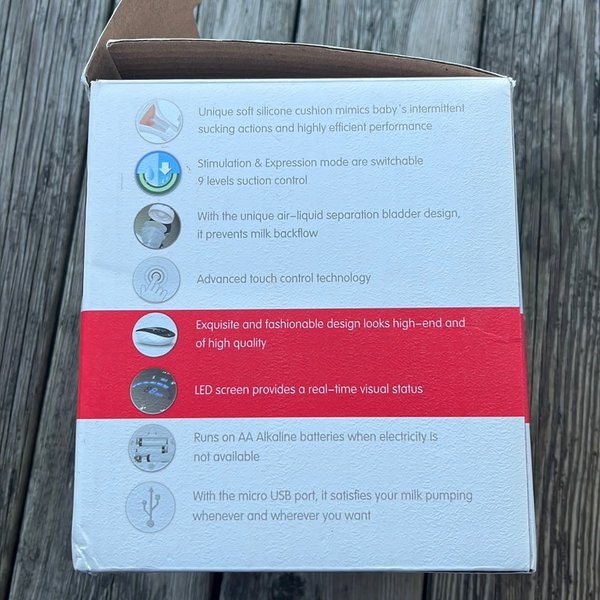 Unique soft silicone cushion mimics baby's intermittent
sucking actions and highly efficient performance
Stimulation & Expression mode are switchable
9 levels suction control
With the unique air-liquid separation bladder design,
it prevents milk backflow
Advanced touch control technology
Exquisite and fashionable design looks high-end and
of high quality
LED screen provides a real-time visual status
Runs on AA Alkaline batteries when electricity is
not available
With the micro USB port, it satisfies your milk pumping
whenever and wherever you want